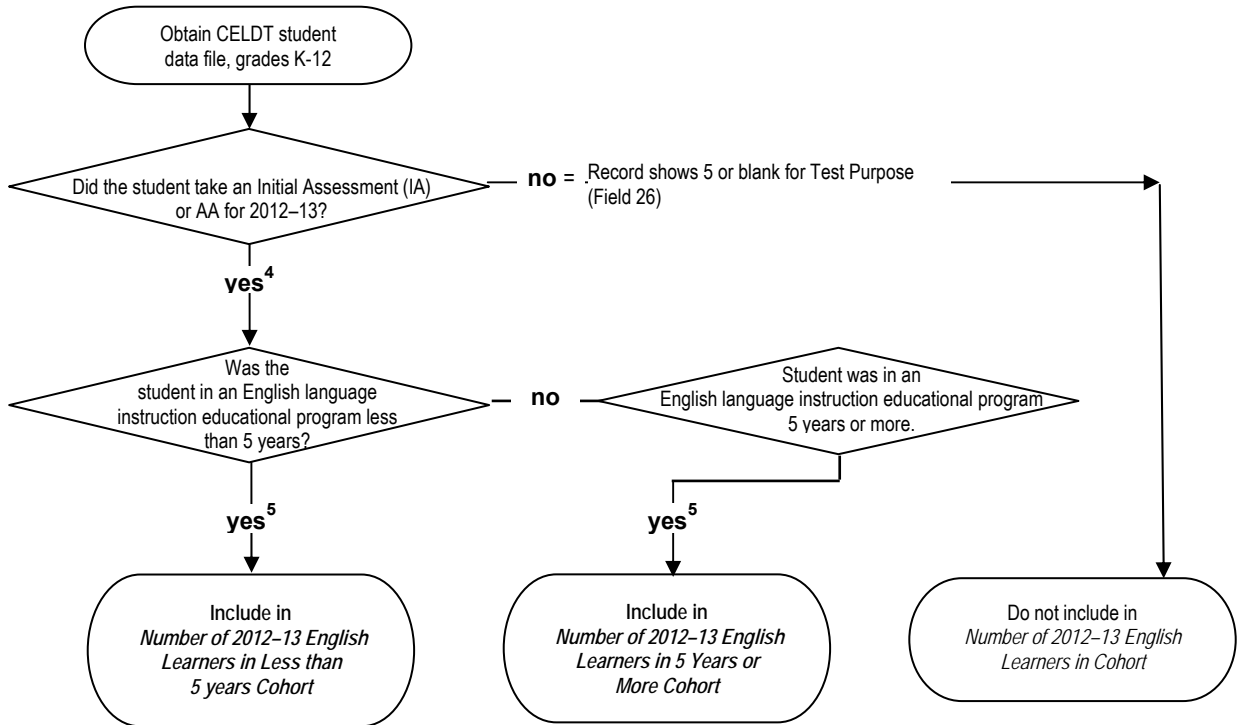 Obtain CELDT student
data file, grades K-12
Did the student take an Initial Assessment (IA)
or AA for 2012–13?
no = Record shows 5 or blank for Test Purpose
(Field 26)
yes⁴
Was the
student in an English language
instruction educational program less
than 5 years?
no
Student was in an
English language instruction educational program
5 years or more.
yes⁵
yes⁵
Include in
Number of 2012–13 English
Learners in Less than
5 years Cohort
Include in
Number of 2012–13 English
Learners in 5 Years or
More Cohort
Do not include in
Number of 2012–13 English
Learners in Cohort